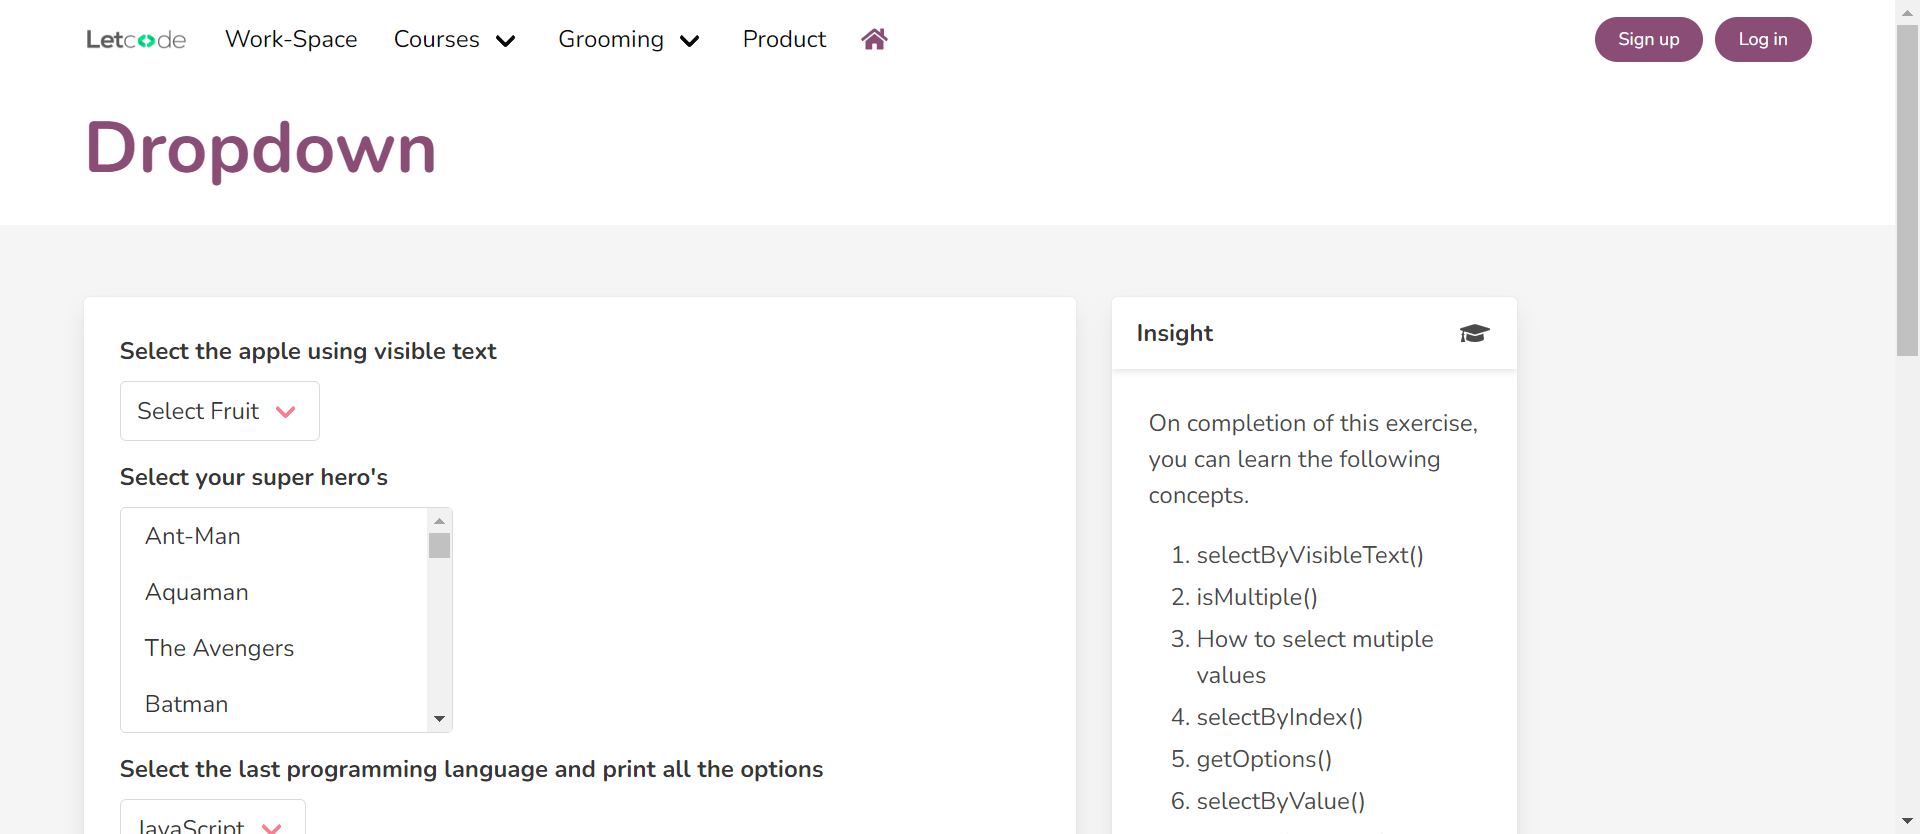 Letcode Work-Space Courses Grooming Product Sign up Log in
Dropdown
Select the apple using visible text
Select Fruit
Select your super hero's
Ant-Man
Aquaman
The Avengers
Batman
Select the last programming language and print all the options
JavaScript
Insight
On completion of this exercise,
you can learn the following
concepts.
1. selectByVisibleText()
2. isMultiple()
3. How to select mutiple
values
4. selectByIndex()
5. getOptions()
6. selectByValue()